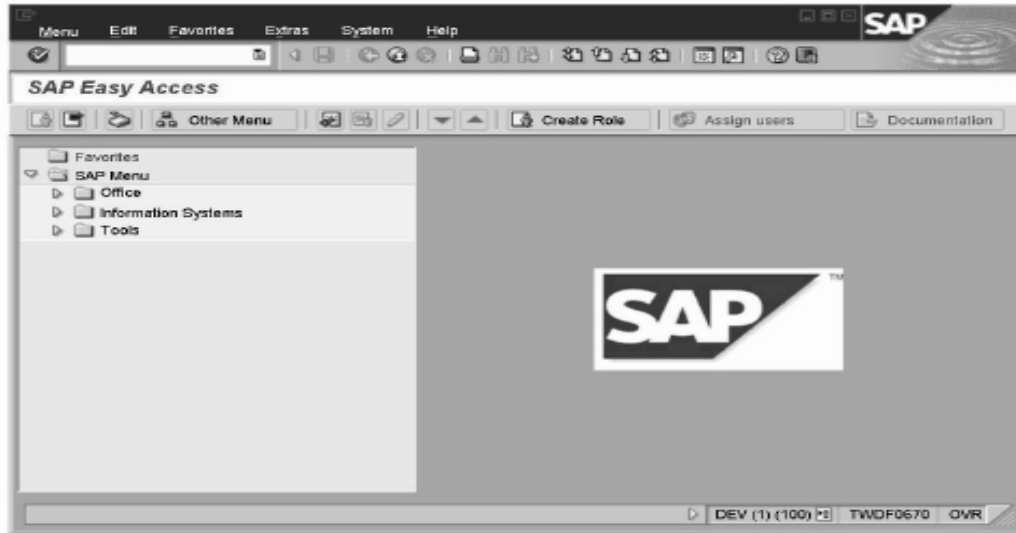 Menu Edit Favorites Extras System Help
SAP
SAP Easy Access
Other Menu Create Role Assign users Documentation
Favorites
SAP Menu
Office
Information Systems
Tools
SAP TM
DEV (1) (100) TWDF0670 OVR